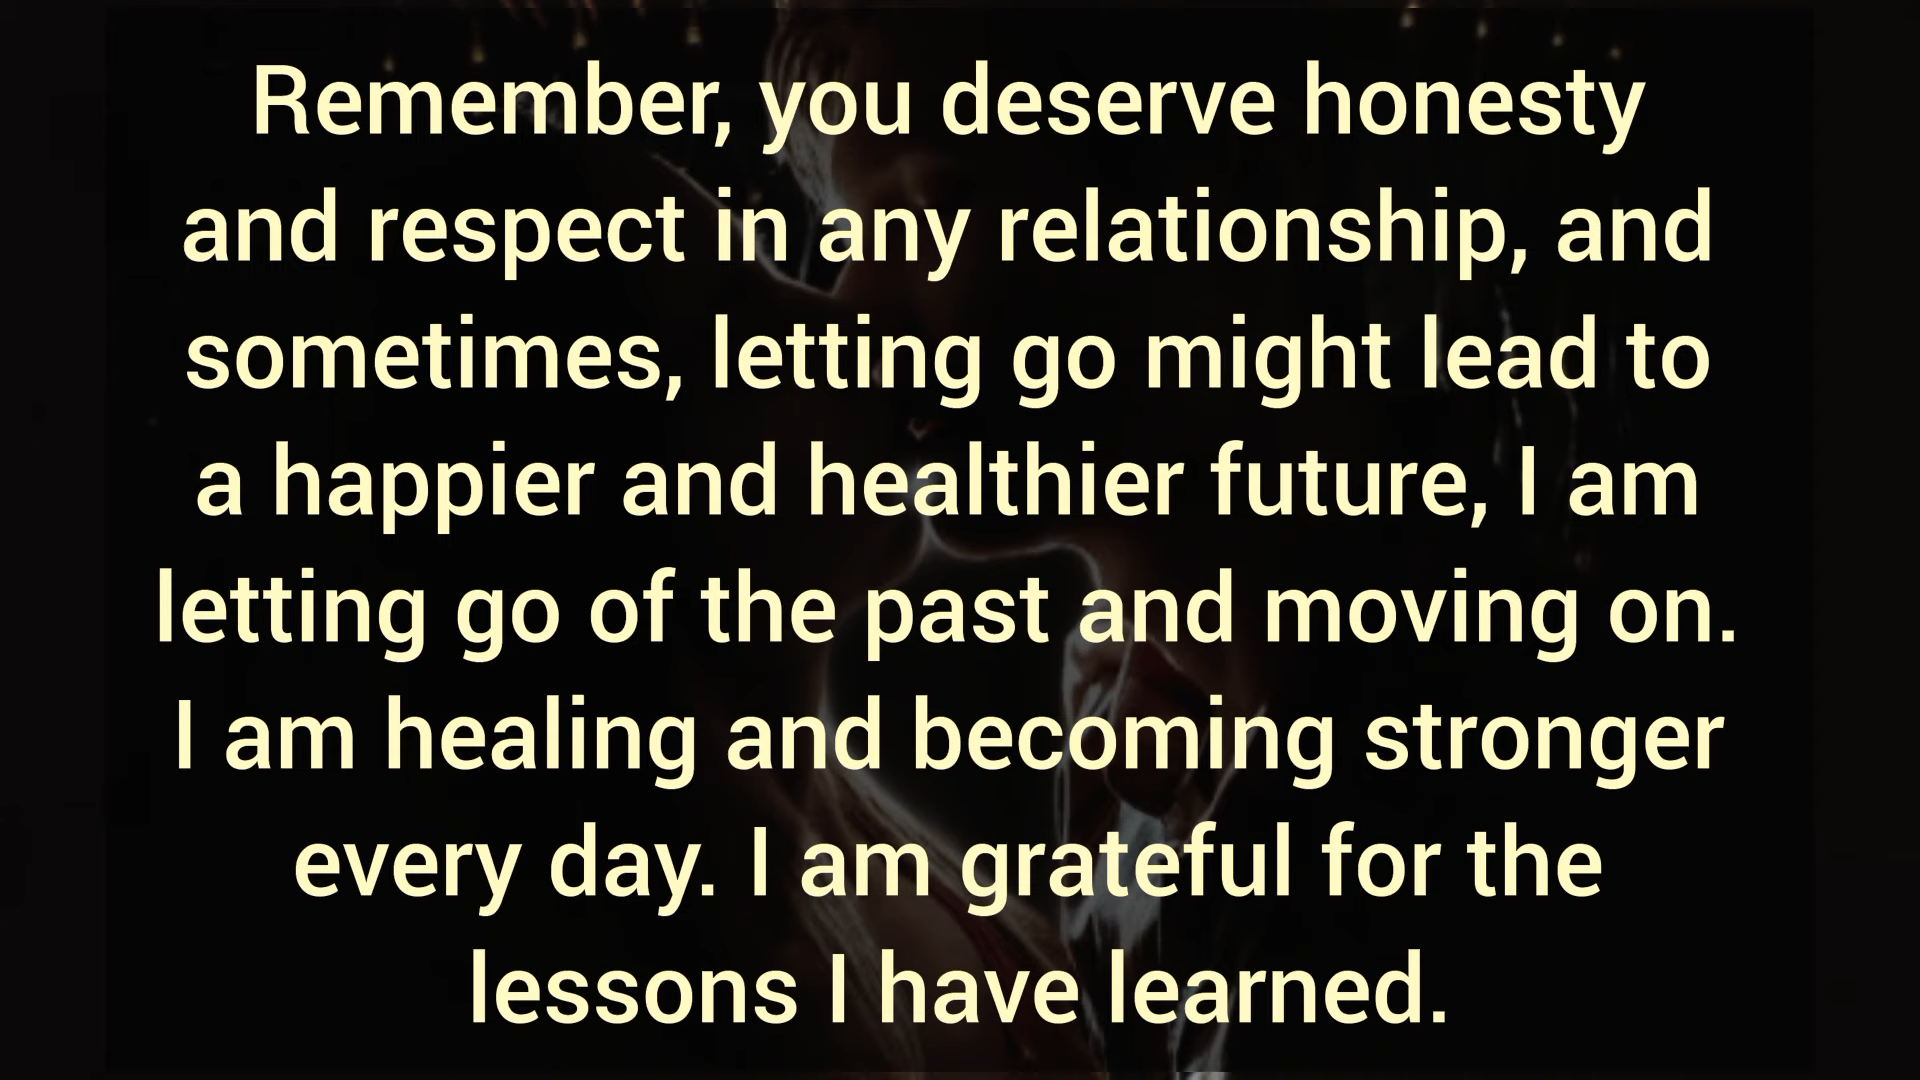 Remember, you deserve honesty
and respect in any relationship, and
sometimes, letting go might lead to
a happier and healthier future, I am
letting go of the past and moving on.
I am healing and becoming stronger
every day. I am grateful for the
lessons I have learned.